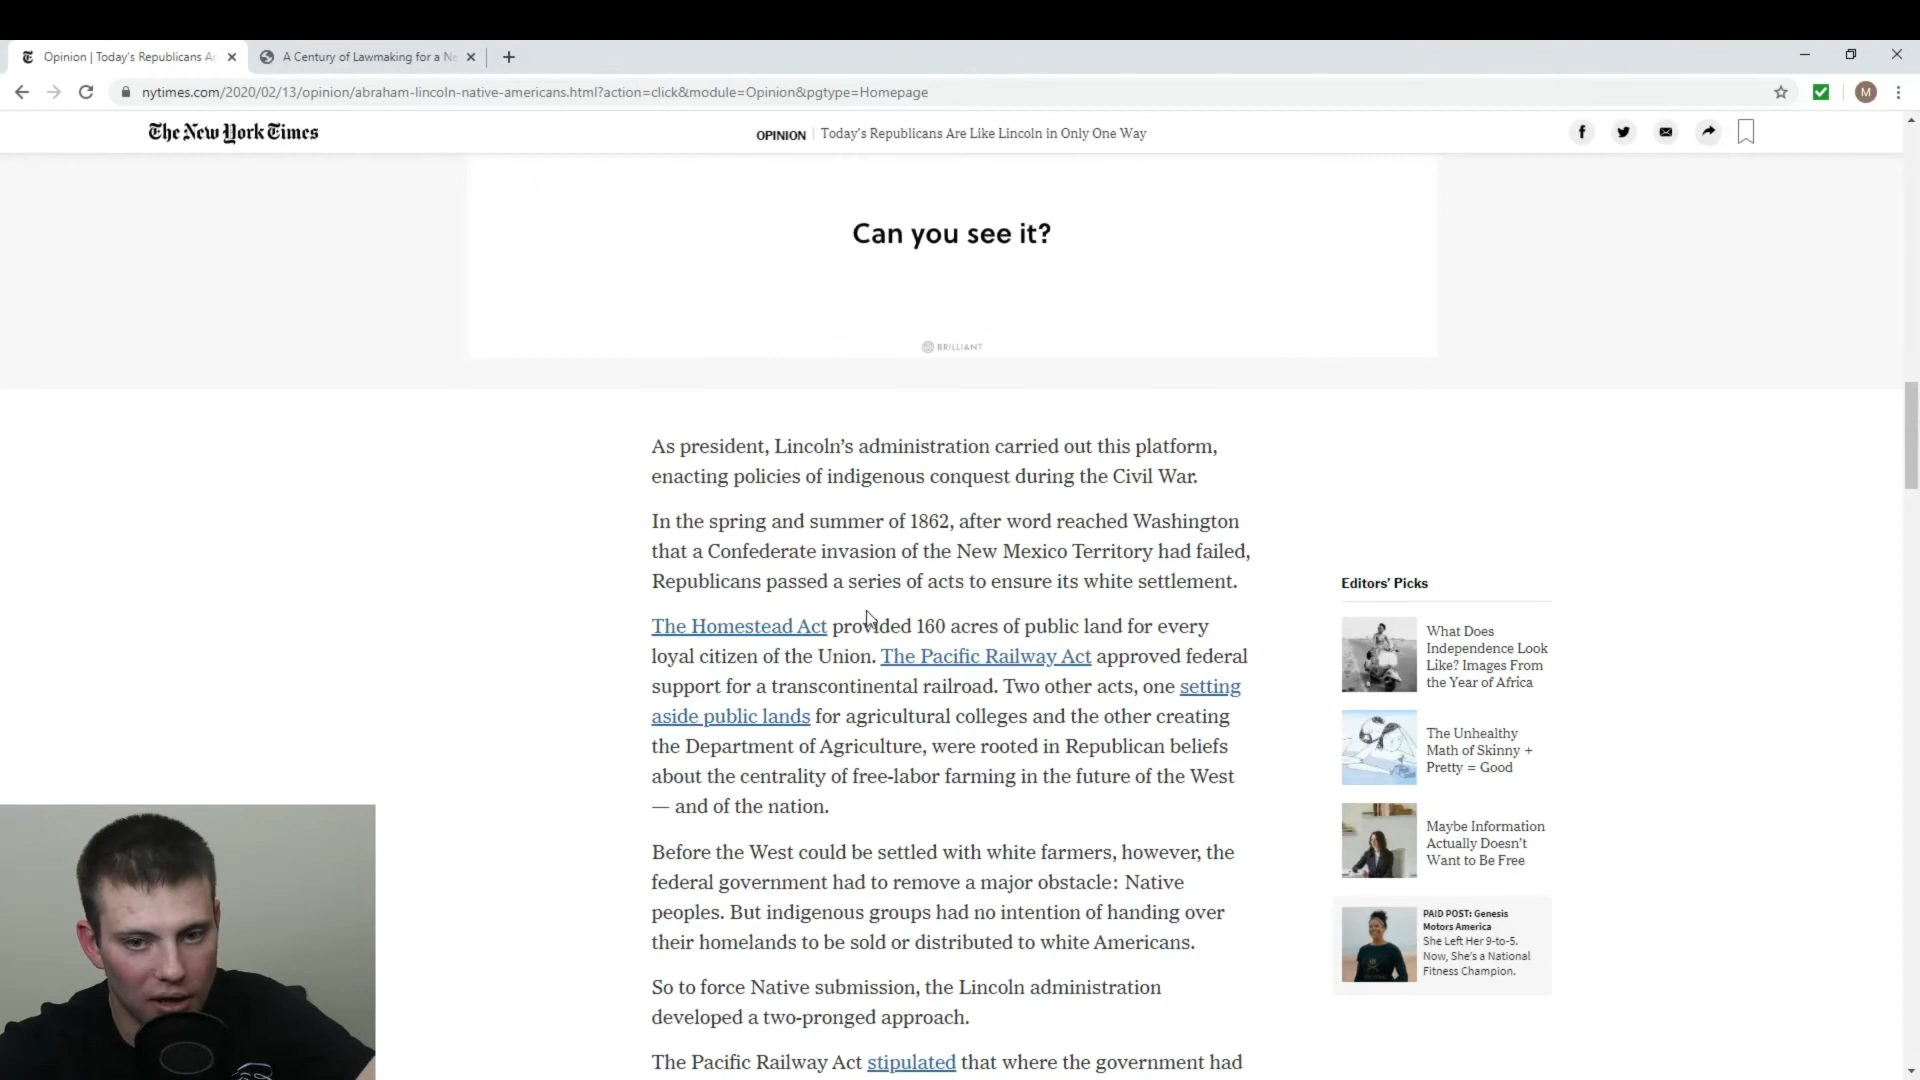 Opinion | Today's Republicans Ar
A Century of Lawmaking for a Ne
nytimes.com/2020/02/13/opinion/abraham-lincoln-native-americans.html?action=click&module=Opinion&pgtype=Homepage
M
The New York Times
OPINION | Today's Republicans Are Like Lincoln in Only One Way
Can you see it?
BRILLIANT
As president, Lincoln's administration carried out this platform,
enacting policies of indigenous conquest during the Civil War.
In the spring and summer of 1862, after word reached Washington
that a Confederate invasion of the New Mexico Territory had failed,
Republicans passed a series of acts to ensure its white settlement.
The Homestead Act provided 160 acres of public land for every
loyal citizen of the Union. The Pacific Railway Act approved federal
support for a transcontinental railroad. Two other acts, one setting
aside public lands for agricultural colleges and the other creating
the Department of Agriculture, were rooted in Republican beliefs
about the centrality of free-labor farming in the future of the West
— and of the nation.
Before the West could be settled with white farmers, however, the
federal government had to remove a major obstacle: Native
peoples. But indigenous groups had no intention of handing over
their homelands to be sold or distributed to white Americans.
So to force Native submission, the Lincoln administration
developed a two-pronged approach.
The Pacific Railway Act stipulated that where the government had
Editors' Picks
What Does
Independence Look
Like? Images From
the Year of Africa
The Unhealthy
Math of Skinny +
Pretty = Good
Maybe Information
Actually Doesn't
Want to Be Free
PAID POST: Genesis
Motors America
She Left Her 9-to-5.
Now, She's a National
Fitness Champion.